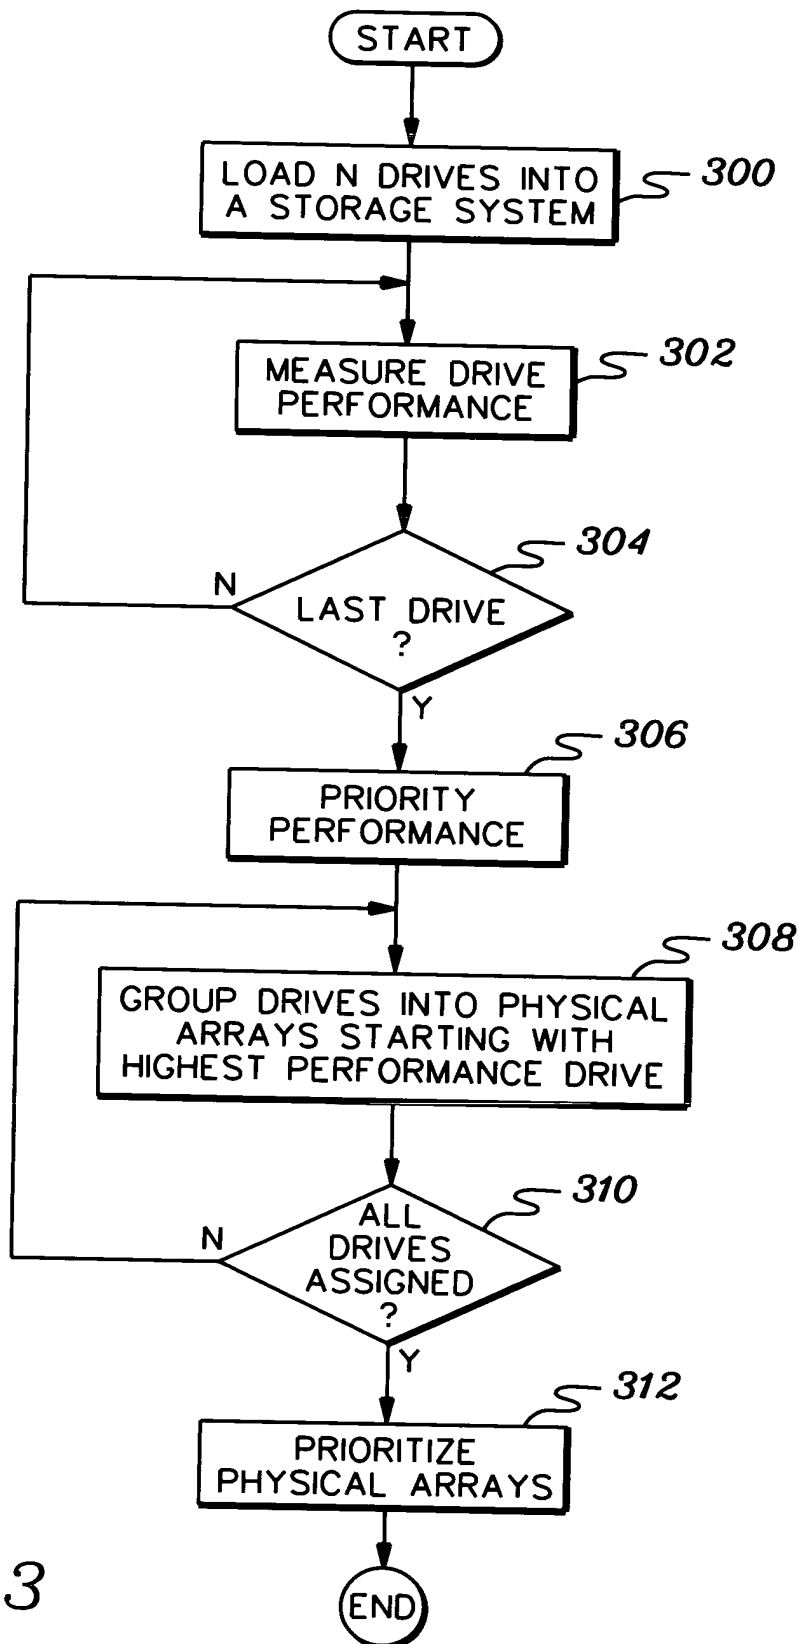 START
LOAD N DRIVES INTO
A STORAGE SYSTEM
300
MEASURE DRIVE
PERFORMANCE
302
304
N
LAST DRIVE
?
Y
306
PRIORITY
PERFORMANCE
308
GROUP DRIVES INTO PHYSICAL
ARRAYS STARTING WITH
HIGHEST PERFORMANCE DRIVE
310
N
ALL
DRIVES
ASSIGNED
?
Y
312
PRIORITIZE
PHYSICAL ARRAYS
END
3